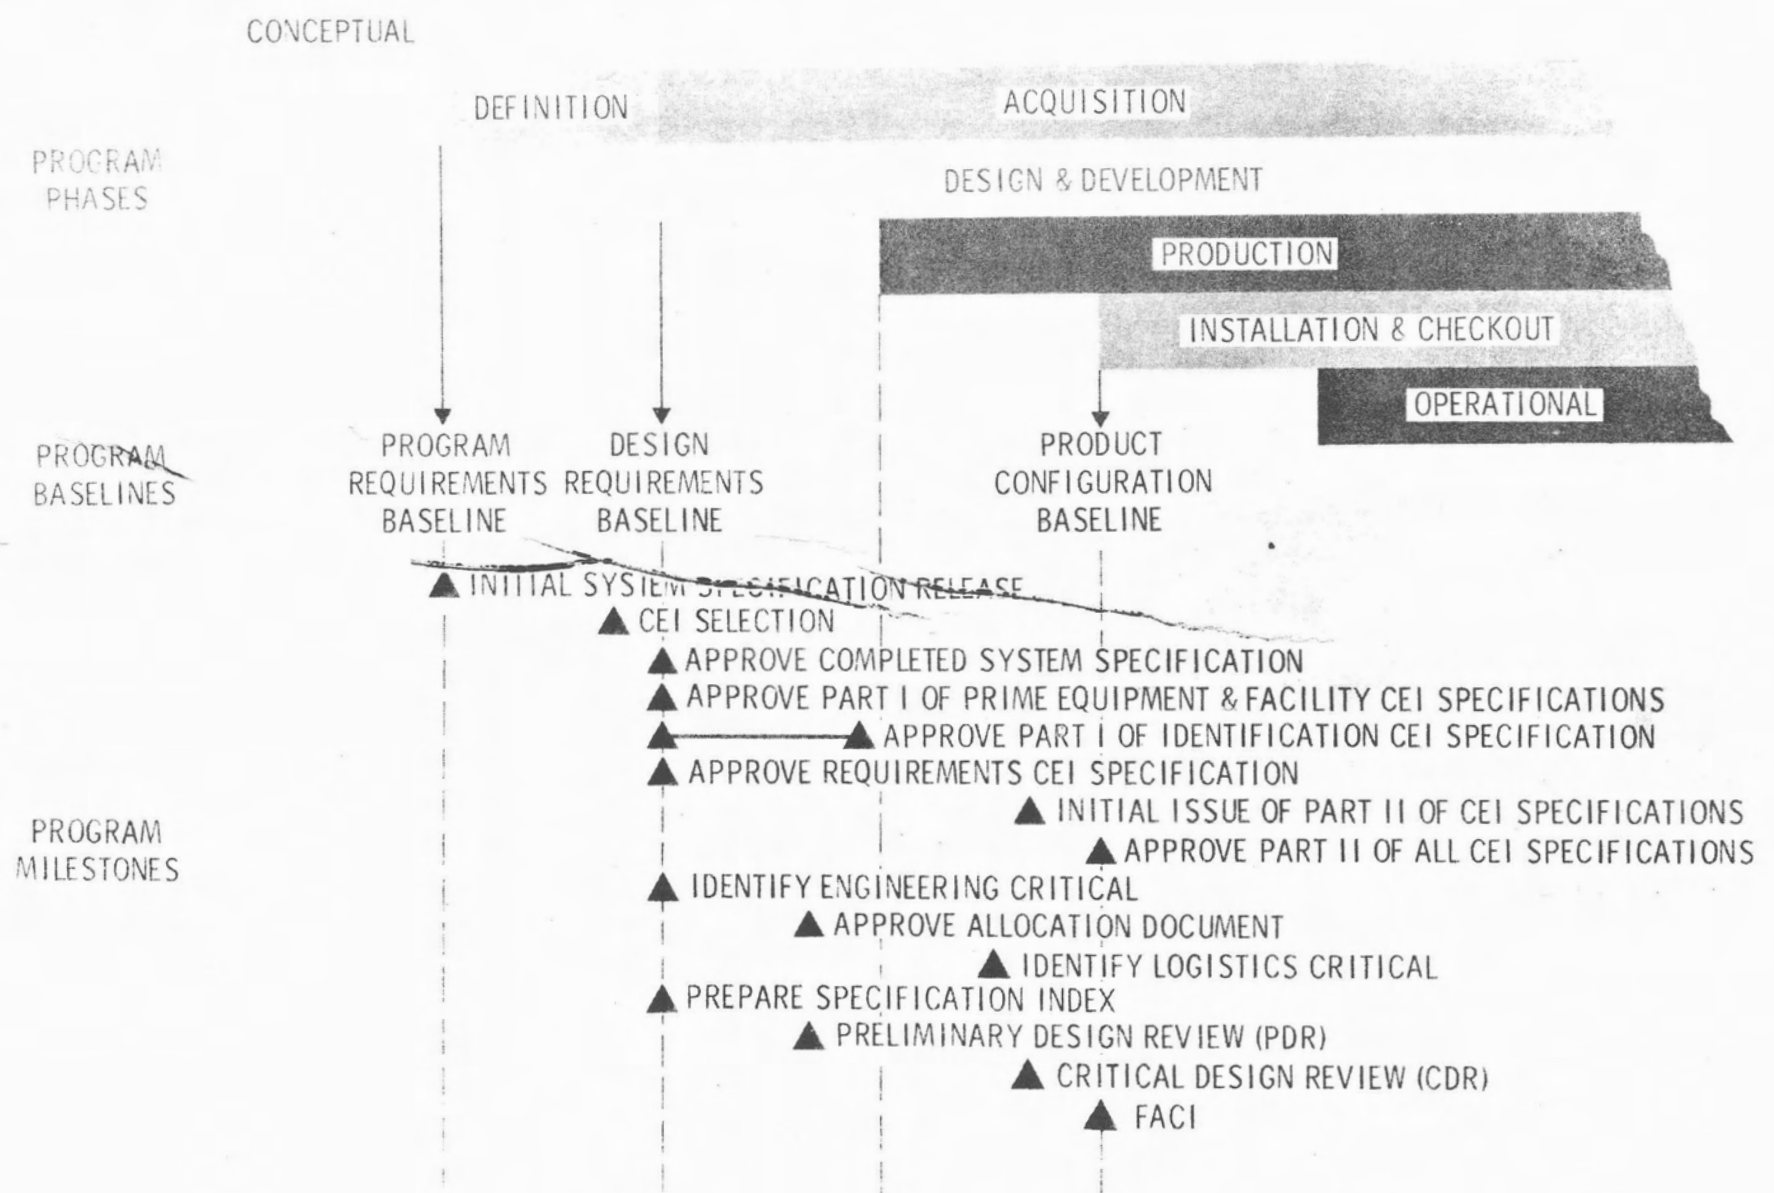 CONCEPTUAL
DEFINITION
ACQUISITION
PROGRAM
PHASES
DESIGN & DEVELOPMENT
PRODUCTION
INSTALLATION & CHECKOUT
OPERATIONAL
PROGRAM
BASELINES
PROGRAM
REQUIREMENTS
BASELINE
DESIGN
REQUIREMENTS
BASELINE
PRODUCT
CONFIGURATION
BASELINE
PROGRAM
MILESTONES
INITIAL SYSTEM SPECIFICATION RELEASE
CEI SELECTION
APPROVE COMPLETED SYSTEM SPECIFICATION
APPROVE PART I OF PRIME EQUIPMENT & FACILITY CEI SPECIFICATIONS
APPROVE PART I OF IDENTIFICATION CEI SPECIFICATION
APPROVE REQUIREMENTS CEI SPECIFICATION
INITIAL ISSUE OF PART II OF CEI SPECIFICATIONS
APPROVE PART II OF ALL CEI SPECIFICATIONS
IDENTIFY ENGINEERING CRITICAL
APPROVE ALLOCATION DOCUMENT
IDENTIFY LOGISTICS CRITICAL
PREPARE SPECIFICATION INDEX
PRELIMINARY DESIGN REVIEW (PDR)
CRITICAL DESIGN REVIEW (CDR)
FACI